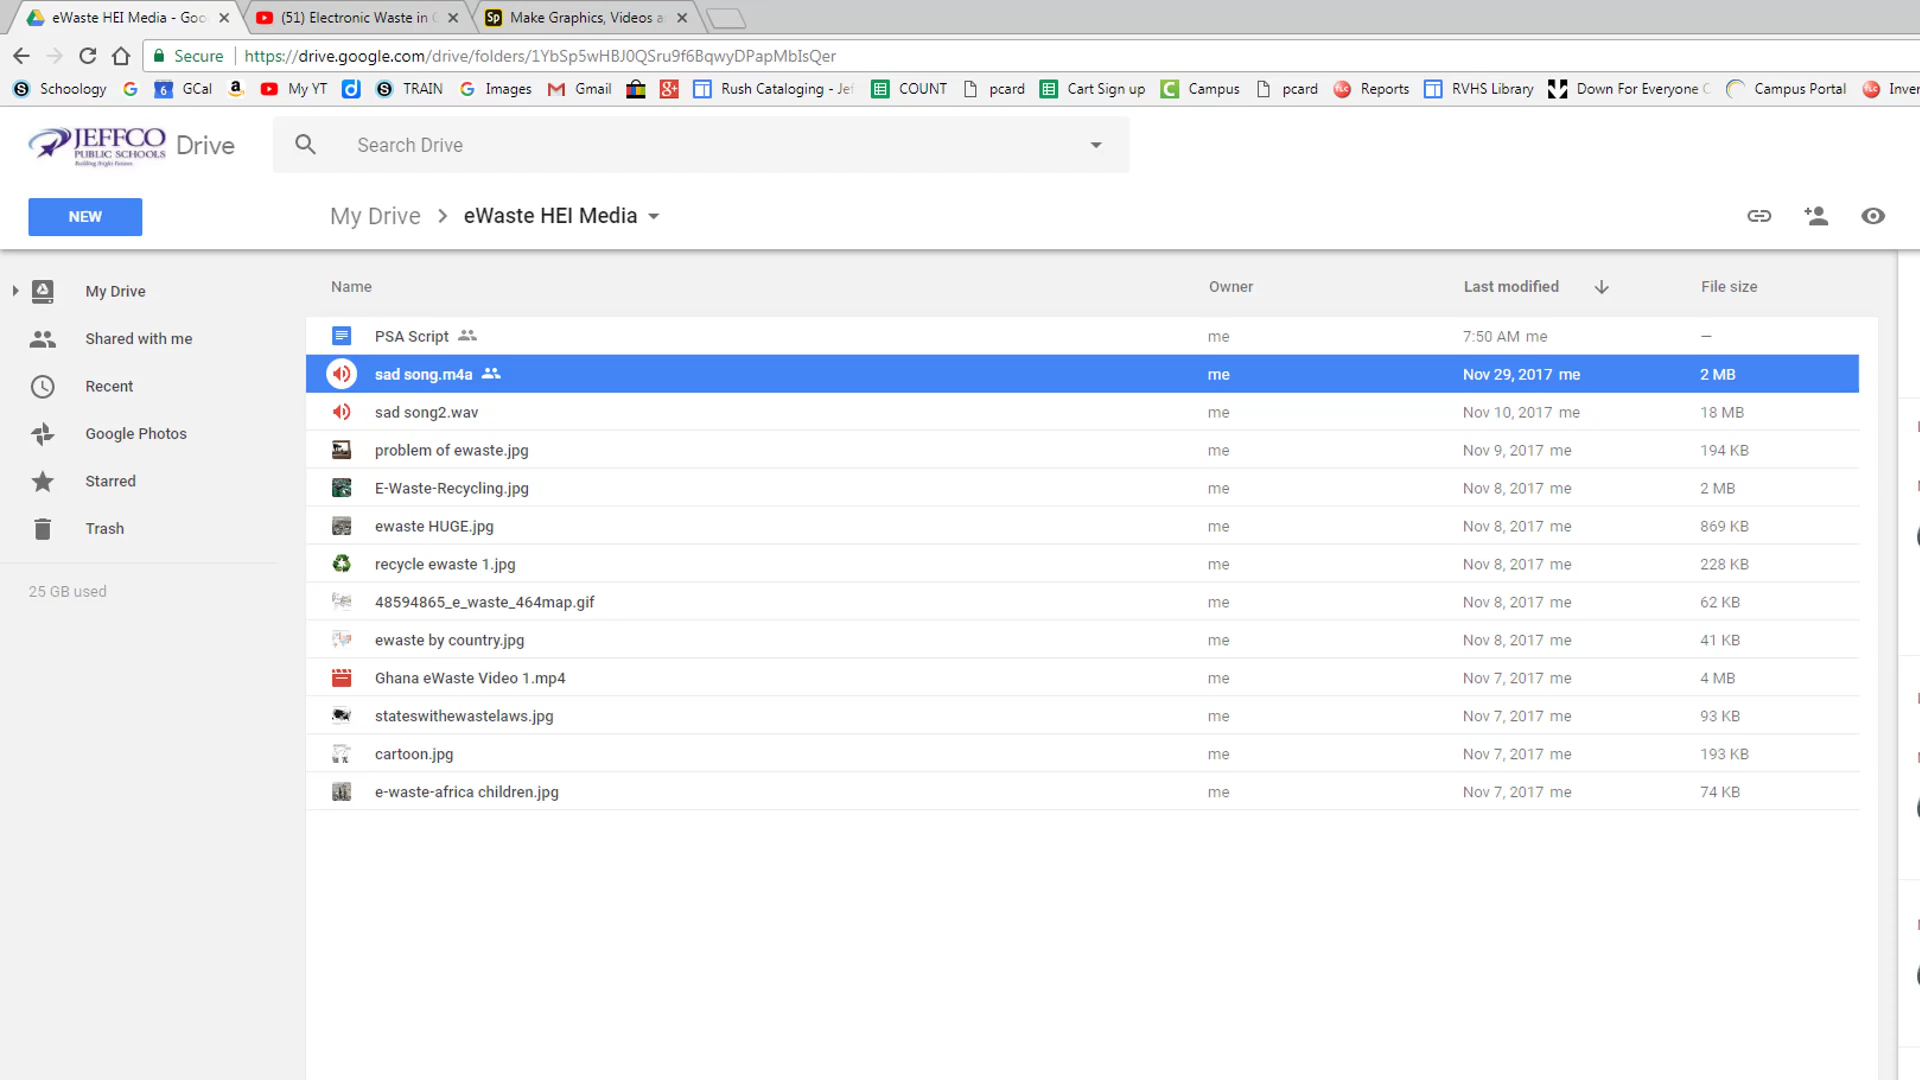 eWaste HEI Media - Goo
(51) Electronic Waste in
Make Graphics, Videos a
Secure https://drive.google.com/drive/folders/1YbSp5wHBJ0QSru9f6BqwyDPapMbIsQer
Schoology GCal My YT TRAIN Images Gmail Rush Cataloging - Jef COUNT pcard Cart Sign up Campus pcard Reports RVHS Library Down For Everyone Campus Portal Inver
JEFFCO
PUBLIC SCHOOLS
Building Bright Futures
Drive
Search Drive
NEW
My Drive > eWaste HEI Media
My Drive
Shared with me
Recent
Google Photos
Starred
Trash
25 GB used
Name Owner Last modified File size
PSA Script me 7:50 AM me —
sad song.m4a me Nov 29, 2017 me 2 MB
sad song2.wav me Nov 10, 2017 me 18 MB
problem of ewaste.jpg me Nov 9, 2017 me 194 KB
E-Waste-Recycling.jpg me Nov 8, 2017 me 2 MB
ewaste HUGE.jpg me Nov 8, 2017 me 869 KB
recycle ewaste 1.jpg me Nov 8, 2017 me 228 KB
48594865_e_waste_464map.gif me Nov 8, 2017 me 62 KB
ewaste by country.jpg me Nov 8, 2017 me 41 KB
Ghana eWaste Video 1.mp4 me Nov 7, 2017 me 4 MB
stateswithewastelaws.jpg me Nov 7, 2017 me 93 KB
cartoon.jpg me Nov 7, 2017 me 193 KB
e-waste-africa children.jpg me Nov 7, 2017 me 74 KB